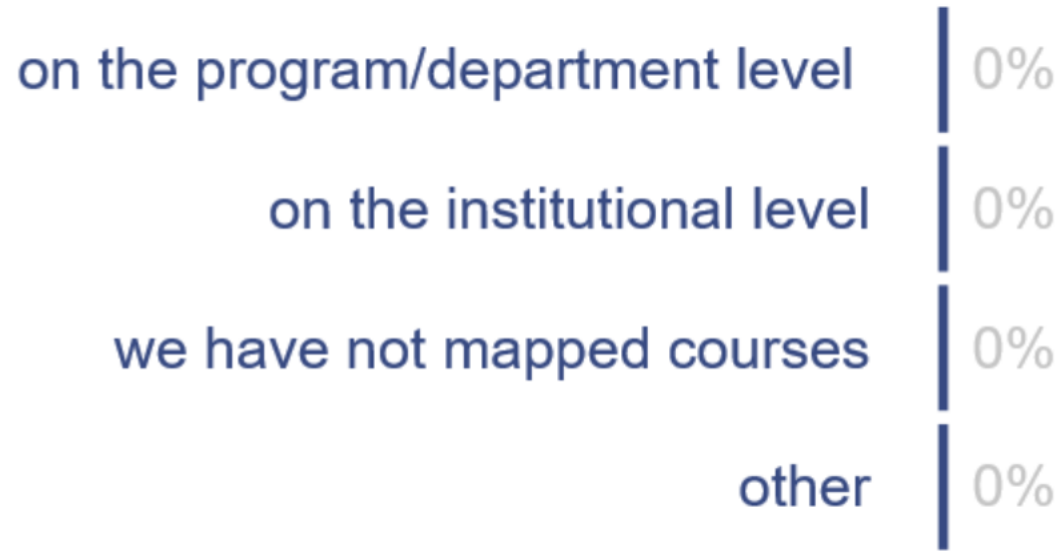 on the program/department level 0%
on the institutional level 0%
we have not mapped courses 0%
other 0%